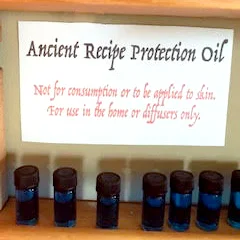 Ancient Recipe Protection Oil
Not for consumption or to be applied to skin.
For use in the home or diffusers only.